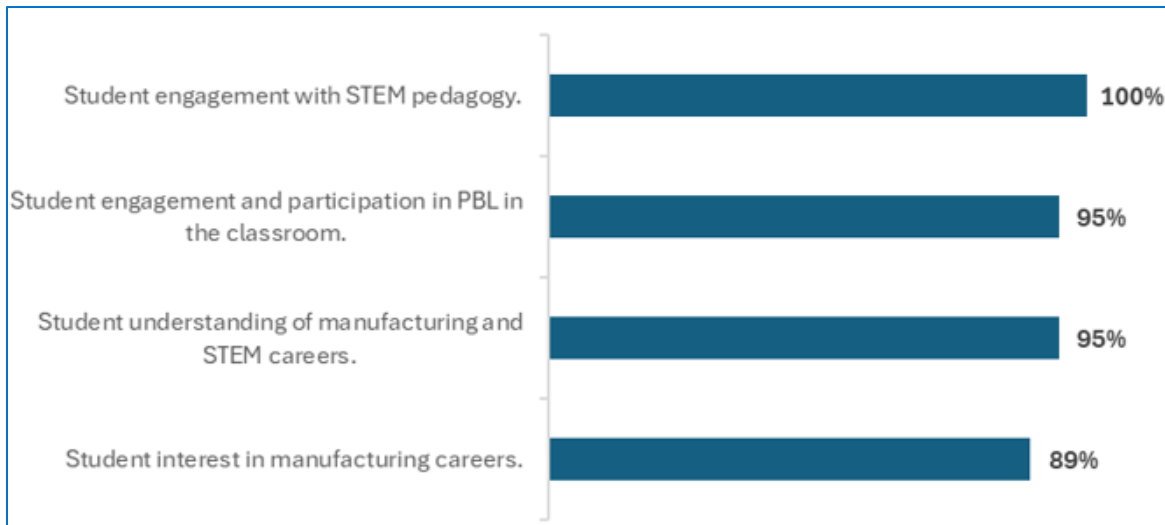 Student engagement with STEM pedagogy.
100%
Student engagement and participation in PBL in
the classroom.
95%
Student understanding of manufacturing and
STEM careers.
95%
Student interest in manufacturing careers.
89%